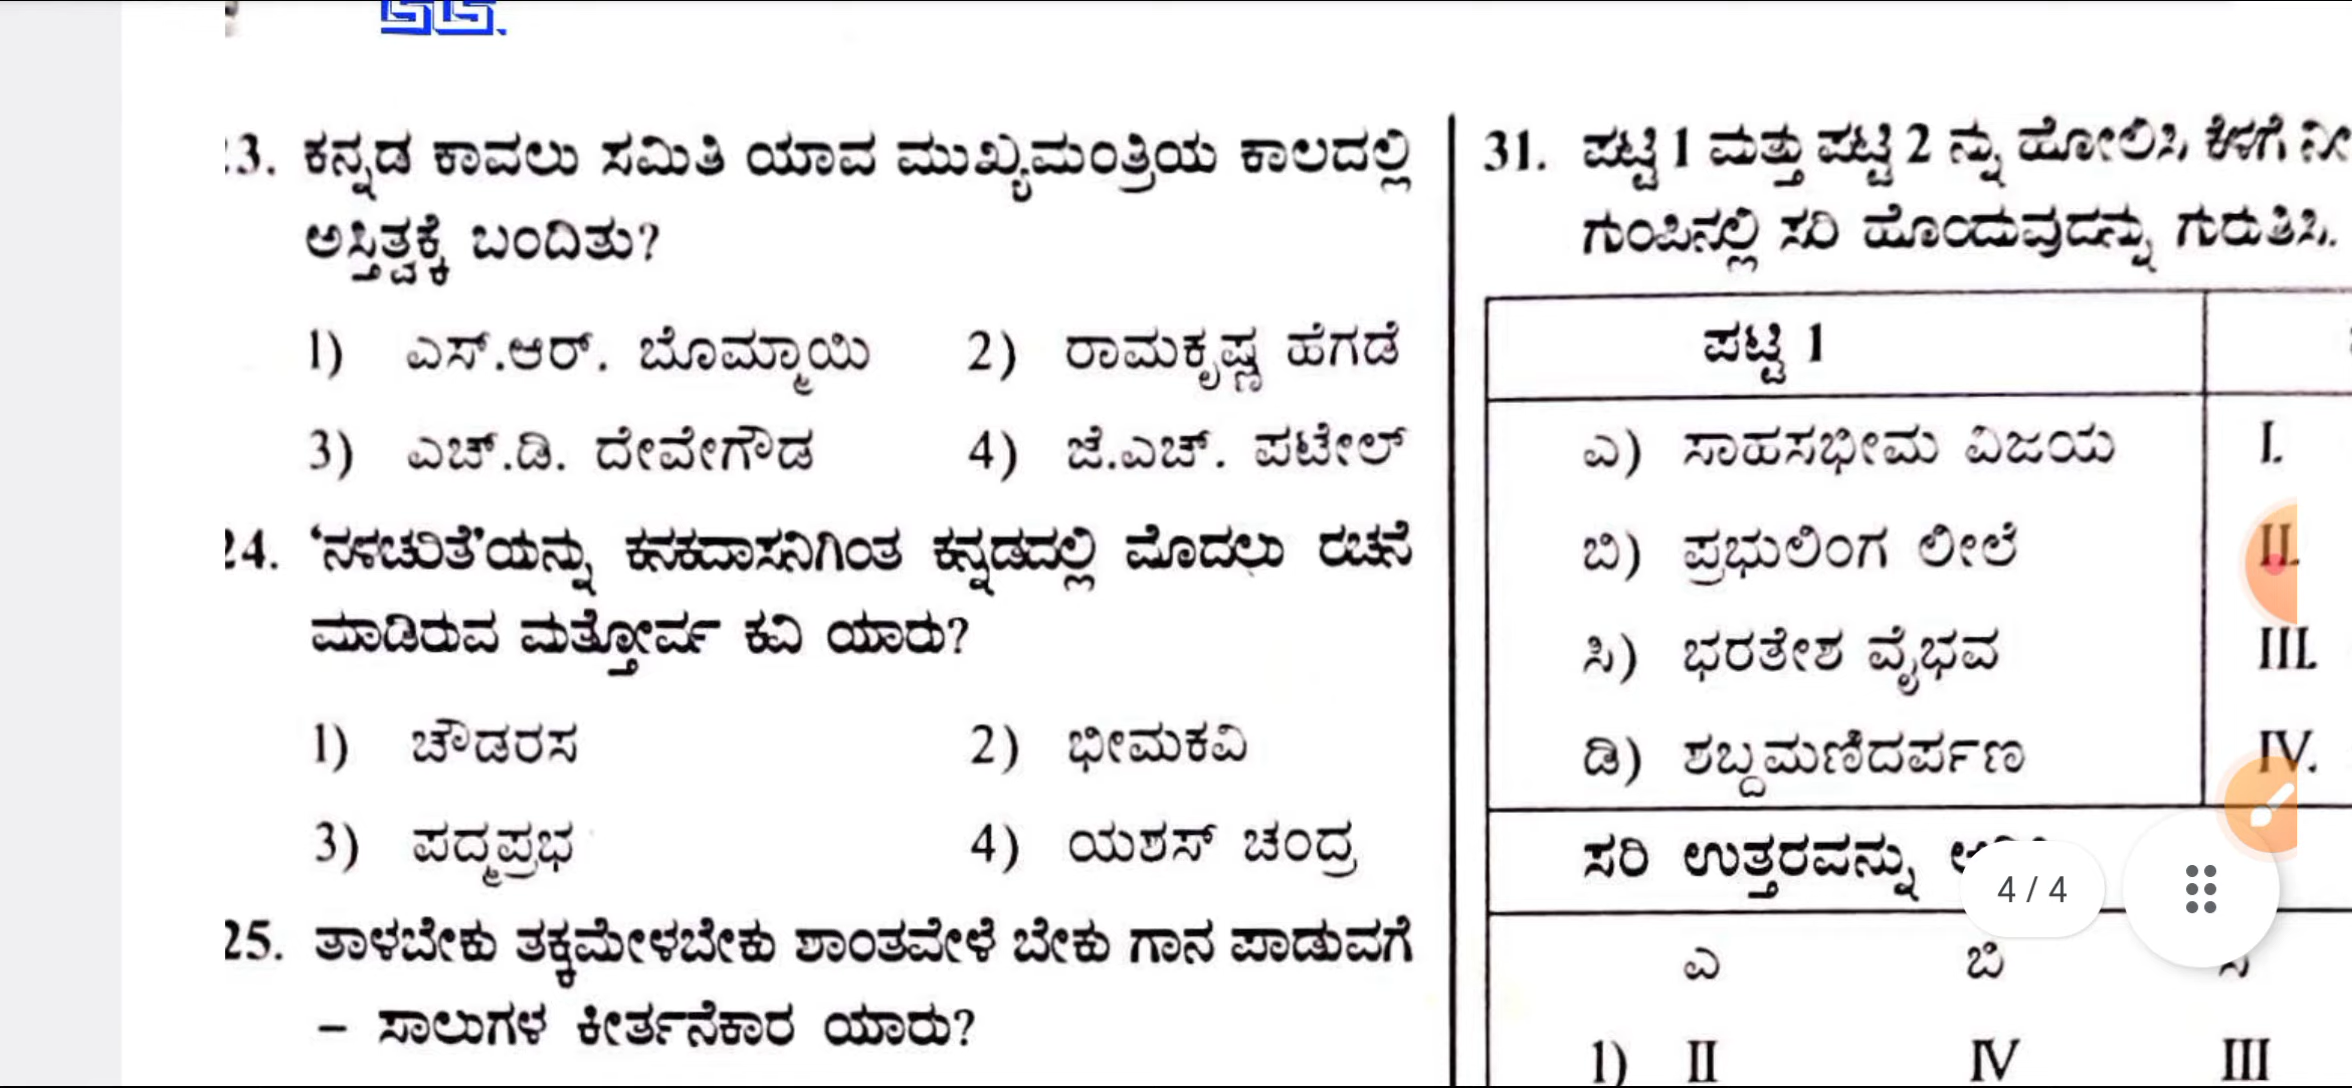 3. ಕನ್ನಡ ಕಾವಲು ಸಮಿತಿ ಯಾವ ಮುಖ್ಯಮಂತ್ರಿಯ ಕಾಲದಲ್ಲಿ
ಅಸ್ತಿತ್ವಕ್ಕೆ ಬಂದಿತು?
1) ಎಸ್.ಆರ್. ಬೊಮ್ಮಾಯಿ 2) ರಾಮಕೃಷ್ಣ ಹೆಗಡೆ
3) ಎಚ್.ಡಿ. ದೇವೇಗೌಡ 4) ಜೆ.ಎಚ್. ಪಟೇಲ್
24. 'ನಳಚರಿತೆ'ಯನ್ನು ಕನಕದಾಸನಿಗಿಂತ ಕನ್ನಡದಲ್ಲಿ ಮೊದಲು ರಚನೆ
ಮಾಡಿರುವ ಮತ್ತೋರ್ವ ಕವಿ ಯಾರು?
1) ಚೌಡರಸ 2) ಭೀಮಕವಿ
3) ಪದ್ಮಪ್ರಭ 4) ಯಶಸ್ ಚಂದ್ರ
25. ತಾಳಬೇಕು ತಕ್ಕಮೇಳಬೇಕು ಶಾಂತವೇಳೆ ಬೇಕು ಗಾನ ಪಾಡುವಗೆ
– ಸಾಲುಗಳ ಕೀರ್ತನೆಕಾರ ಯಾರು?
31. ಪಟ್ಟಿ 1 ಮತ್ತು ಪಟ್ಟಿ 2 ನ್ನು ಹೋಲಿಸಿ ಕೆಳಗೆ ನೀ
ಗುಂಪಿನಲ್ಲಿ ಸರಿ ಹೊಂದುವುದನ್ನು ಗುರುತಿಸಿ.
ಪಟ್ಟಿ 1
ಎ) ಸಾಹಸಭೀಮ ವಿಜಯ I.
ಬಿ) ಪ್ರಭುಲಿಂಗ ಲೀಲೆ II.
ಸಿ) ಭರತೇಶ ವೈಭವ III.
ಡಿ) ಶಬ್ದಮಣಿದರ್ಪಣ IV.
ಸರಿ ಉತ್ತರವನ್ನು
4 / 4
ಎ ಬಿ
1) II IV III